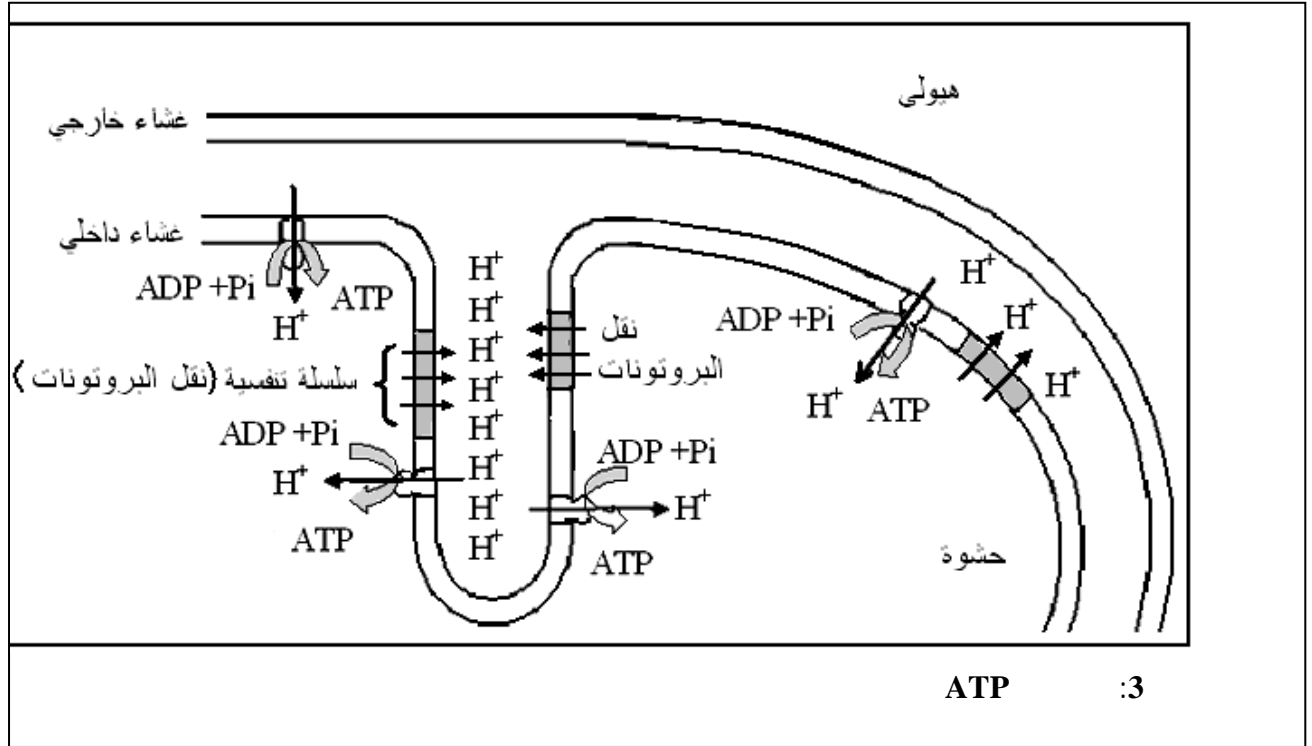 هيولى
غشاء خارجي
غشاء داخلي
ADP +Pi
ATP
H⁺
سلسلة تنفسية (نقل البروتونات)
ADP +Pi
H⁺
ATP
H⁺
H⁺
H⁺
H⁺
H⁺
H⁺
H⁺
H⁺
نقل
البروتونات
ADP +Pi
H⁺
ATP
ADP +Pi
H⁺
ATP
H⁺
H⁺
H⁺
حشوة
3: ATP